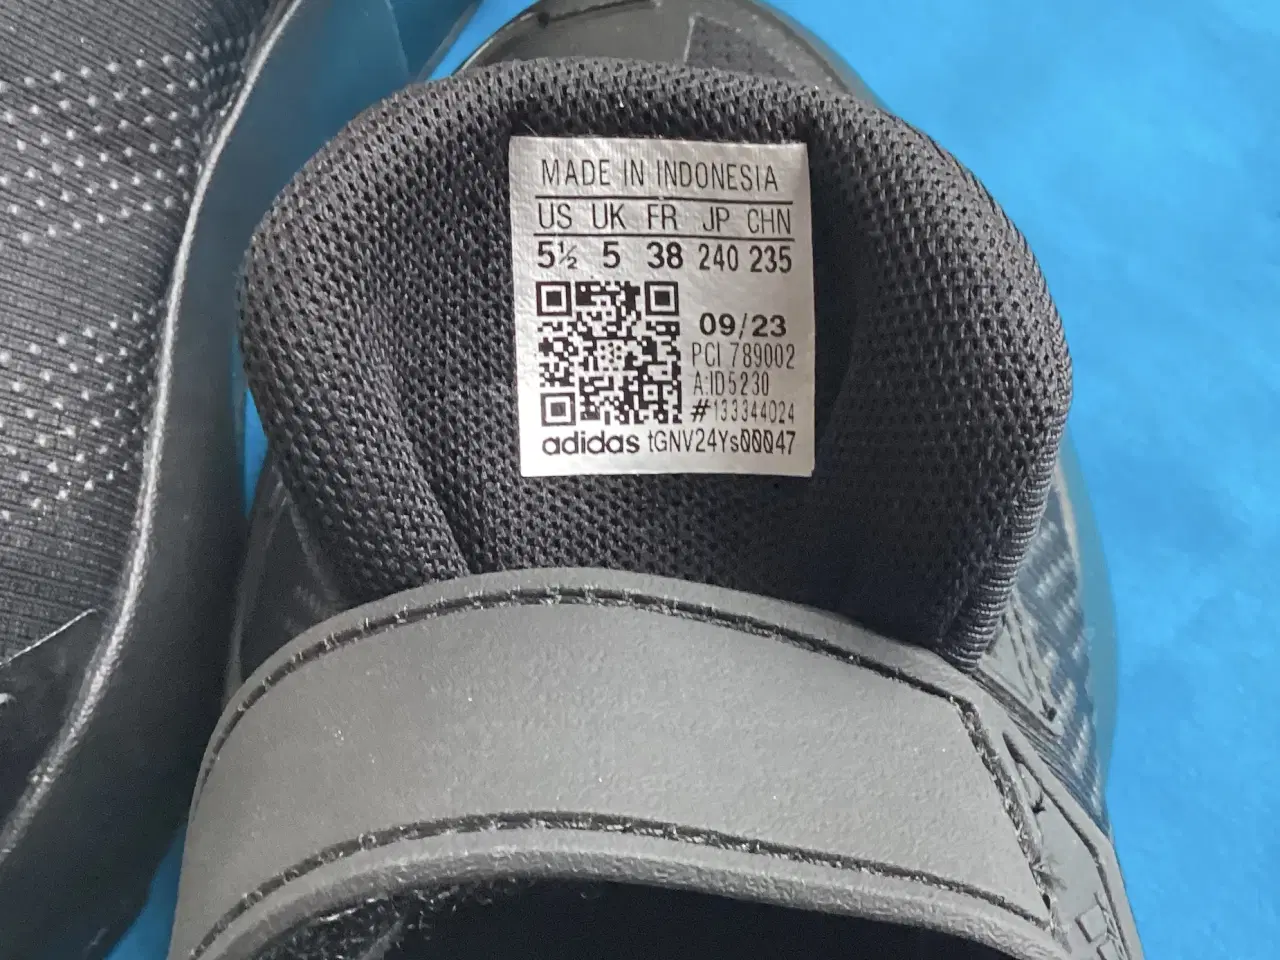 MADE IN INDONESIA
US UK FR JP CHN
5½ 5 38 240 235
09/23
PCI 789002
A:ID5230
#133344024
adidas tGNV24Ys00047